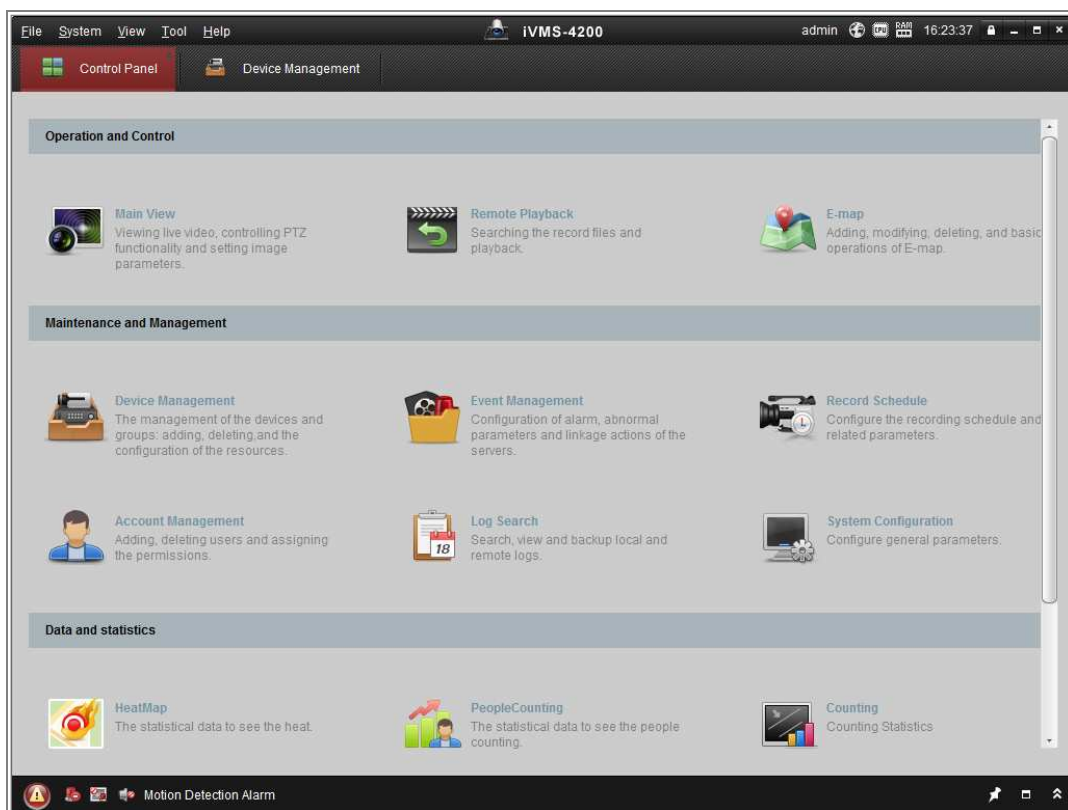 File System View Tool Help iVMS-4200 admin CPU RAM 16:23:37
Control Panel Device Management
Operation and Control
Main View
Viewing live video, controlling PTZ
functionality and setting image
parameters.
Remote Playback
Searching the record files and
playback.
E-map
Adding, modifying, deleting, and basic
operations of E-map.
Maintenance and Management
Device Management
The management of the devices and
groups: adding, deleting,and the
configuration of the resources.
Event Management
Configuration of alarm, abnormal
parameters and linkage actions of the
servers.
Record Schedule
Configure the recording schedule and
related parameters.
Account Management
Adding, deleting users and assigning
the permissions.
18
Log Search
Search, view and backup local and
remote logs.
System Configuration
Configure general parameters.
Data and statistics
HeatMap
The statistical data to see the heat.
PeopleCounting
The statistical data to see the people
counting.
Counting
Counting Statistics
Motion Detection Alarm